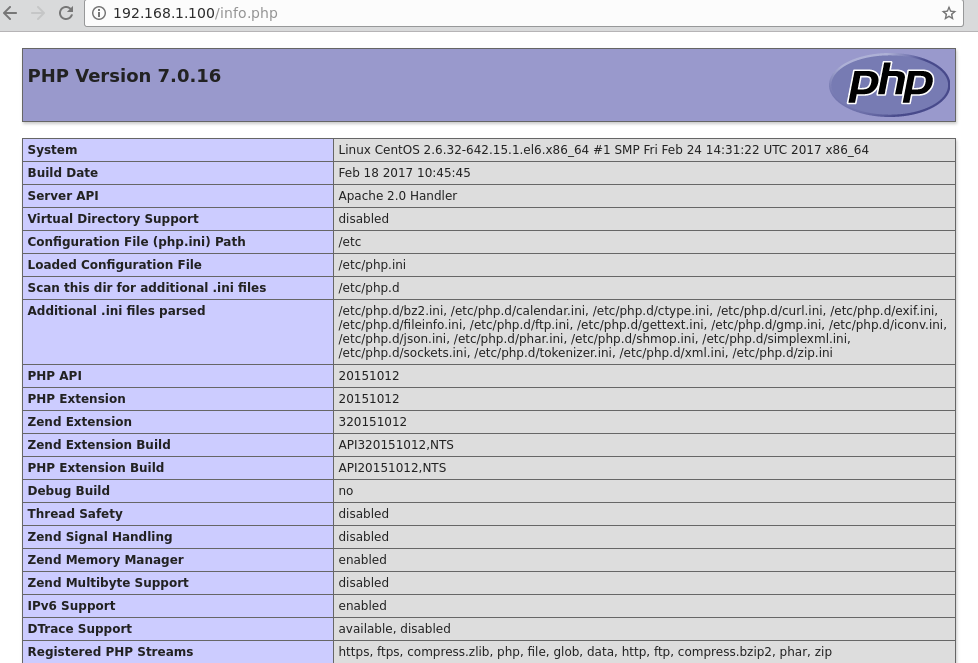 192.168.1.100/info.php
PHP Version 7.0.16
php
System Linux CentOS 2.6.32-642.15.1.el6.x86_64 #1 SMP Fri Feb 24 14:31:22 UTC 2017 x86_64
Build Date Feb 18 2017 10:45:45
Server API Apache 2.0 Handler
Virtual Directory Support disabled
Configuration File (php.ini) Path /etc
Loaded Configuration File /etc/php.ini
Scan this dir for additional .ini files /etc/php.d
Additional .ini files parsed /etc/php.d/bz2.ini, /etc/php.d/calendar.ini, /etc/php.d/ctype.ini, /etc/php.d/curl.ini, /etc/php.d/exif.ini,
/etc/php.d/fileinfo.ini, /etc/php.d/ftp.ini, /etc/php.d/gettext.ini, /etc/php.d/gmp.ini, /etc/php.d/iconv.ini,
/etc/php.d/json.ini, /etc/php.d/phar.ini, /etc/php.d/shmop.ini, /etc/php.d/simplexml.ini,
/etc/php.d/sockets.ini, /etc/php.d/tokenizer.ini, /etc/php.d/xml.ini, /etc/php.d/zip.ini
PHP API 20151012
PHP Extension 20151012
Zend Extension 320151012
Zend Extension Build API320151012,NTS
PHP Extension Build API20151012,NTS
Debug Build no
Thread Safety disabled
Zend Signal Handling disabled
Zend Memory Manager enabled
Zend Multibyte Support disabled
IPv6 Support enabled
DTrace Support available, disabled
Registered PHP Streams https, ftps, compress.zlib, php, file, glob, data, http, ftp, compress.bzip2, phar, zip